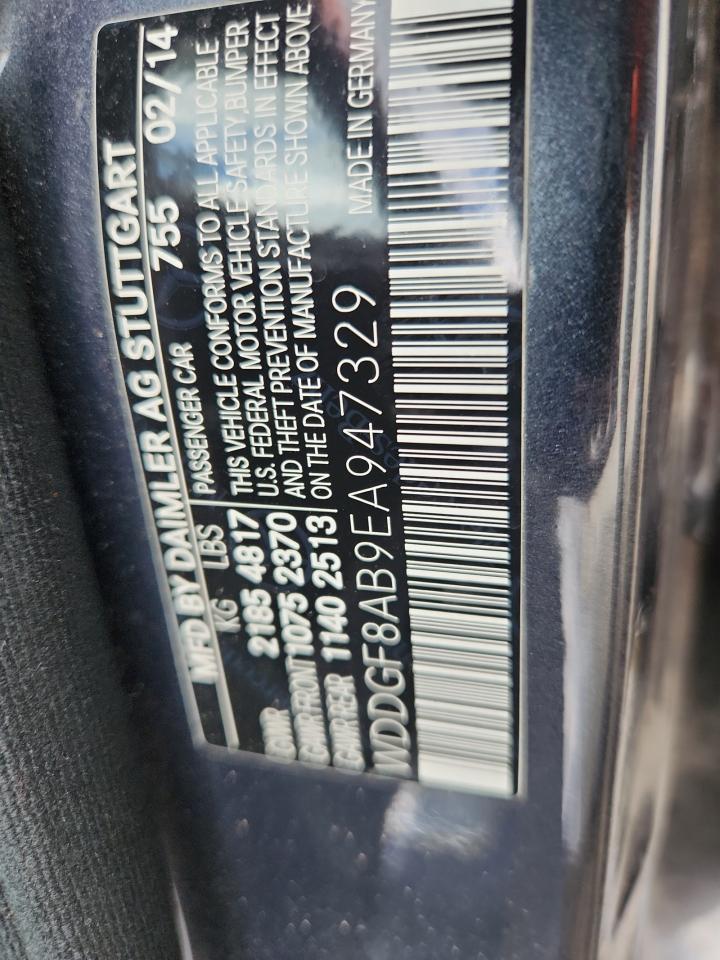 MFD BY DAIMLER AG STUTTGART
755 02/14
KG LBS PASSENGER CAR
GVWR 2185 4817 THIS VEHICLE CONFORMS TO ALL APPLICABLE
GAWR FRONT 1075 2370 U.S. FEDERAL MOTOR VEHICLE SAFETY, BUMPER
GAWR REAR 1140 2513 AND THEFT PREVENTION STANDARDS IN EFFECT
ON THE DATE OF MANUFACTURE SHOWN ABOVE
WDDGF8AB9EA947329 MADE IN GERMANY